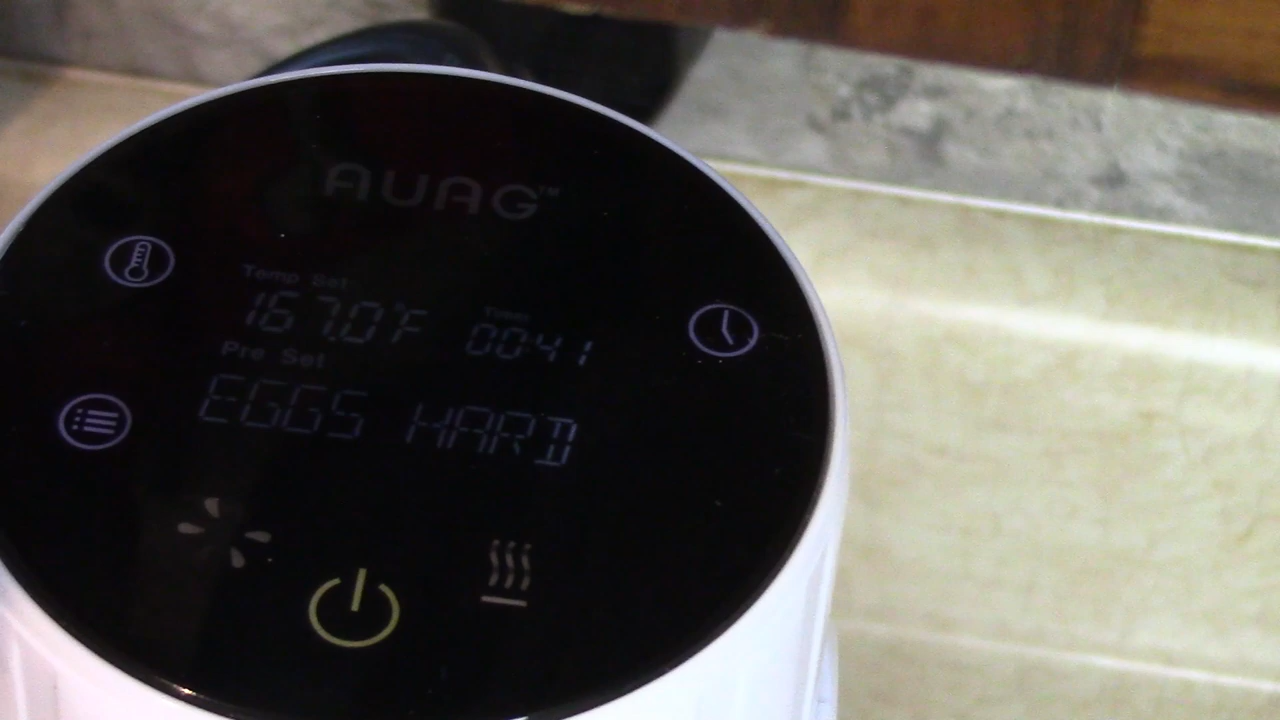 AUAG™
Temp Set
167.0°F
Timer
00:41
Pre Set
EGGS HARD